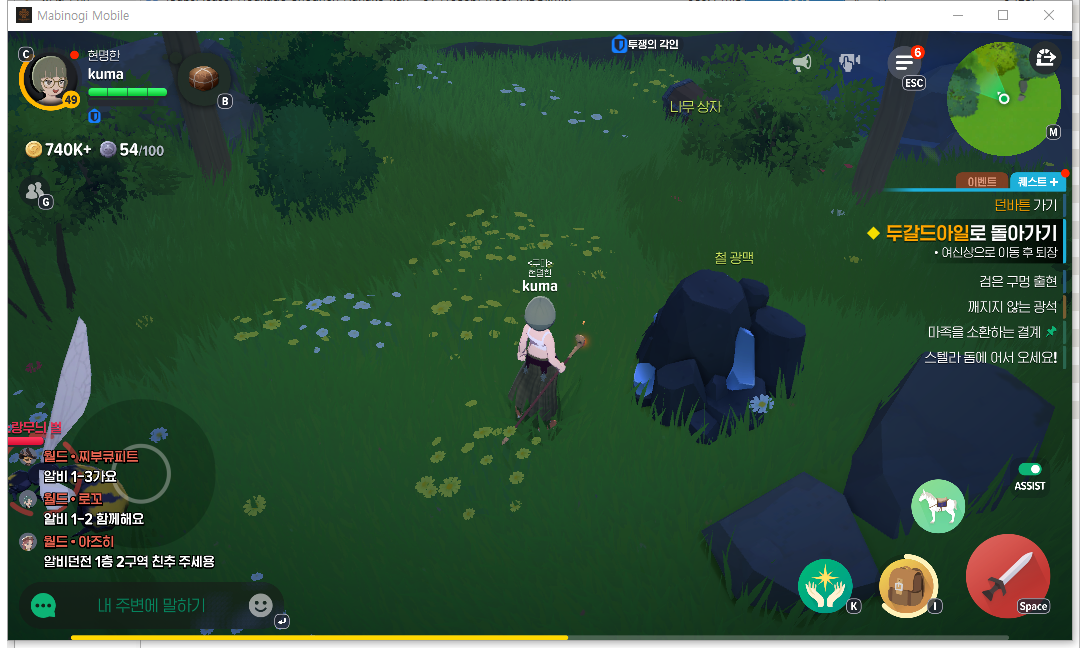 Mabinogi Mobile
C
현명한
kuma
49
B
740K+
54/100
G
투쟁의 각인
나무 상자
6
ESC
M
이벤트
퀘스트 +
던바튼 가기
두갈드아일로 돌아가기
• 여신상으로 이동 후 퇴장
검은 구멍 출현
깨지지 않는 광석
마족을 소환하는 결계
스텔라 돔에 어서 오세요!
철 광맥
현명한
kuma
랑무늬 벌
월드 • 찌부큐피트
알비 1-3가요
월드 • 로꼬
알비 1-2 함께해요
월드 • 아즈히
알비던전 1층 2구역 친추 주세용
내 주변에 말하기
ASSIST
K
I
Space